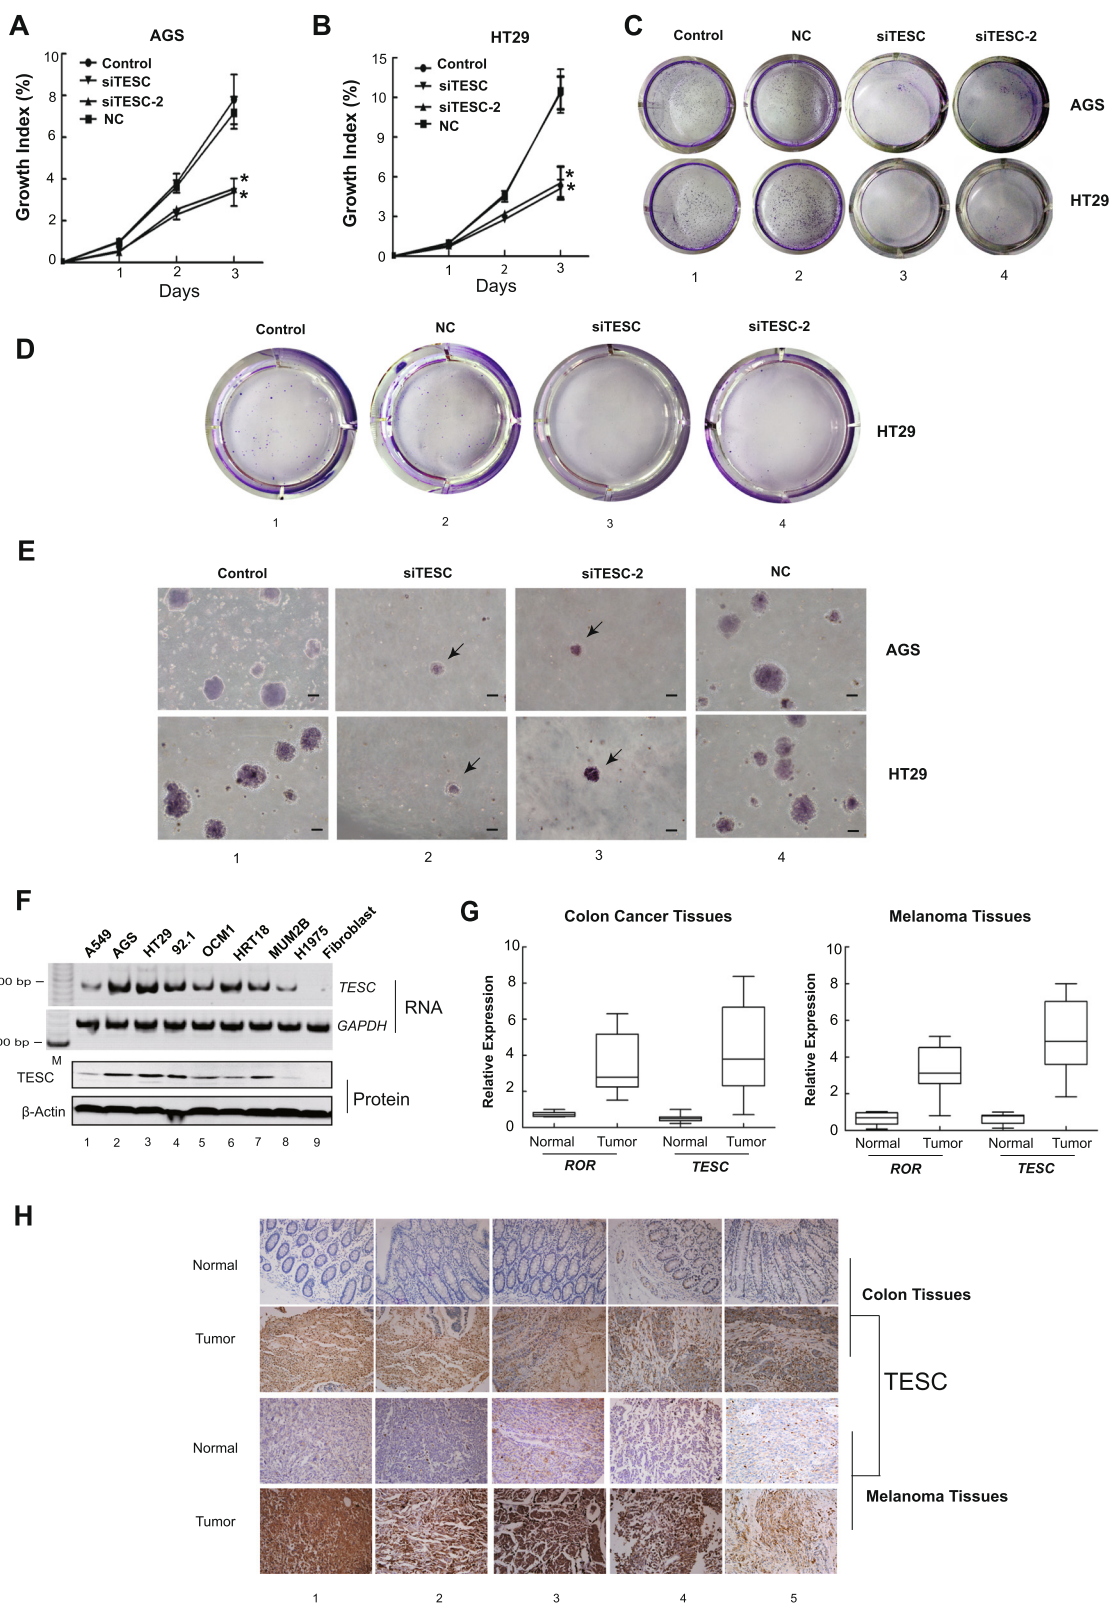 A
AGS
Growth Index (%)
10
8
6
4
2
0
Control
siTESC
siTESC-2
NC
*
*
1 2 3
Days
B
HT29
Growth Index (%)
15
10
9
6
3
0
Control
siTESC
siTESC-2
NC
*
*
1 2 3
Days
C
Control NC siTESC siTESC-2
AGS
HT29
1 2 3 4
D
Control NC siTESC siTESC-2
HT29
1 2 3 4
E
Control siTESC siTESC-2 NC
AGS
HT29
1 2 3 4
F
A549 AGS HT29 92.1 OCM1 HRT18 MUM2B H1975 Fibroblast
00 bp
TESC
GAPDH
RNA
00 bp
M
TESC
β-Actin
Protein
1 2 3 4 5 6 7 8 9
G
Colon Cancer Tissues
Relative Expression
10
8
6
4
2
0
Normal Tumor Normal Tumor
ROR TESC
Melanoma Tissues
Relative Expression
10
8
6
4
2
0
Normal Tumor Normal Tumor
ROR TESC
H
Normal
Colon Tissues
Tumor
TESC
Normal
Melanoma Tissues
Tumor
1 2 3 4 5